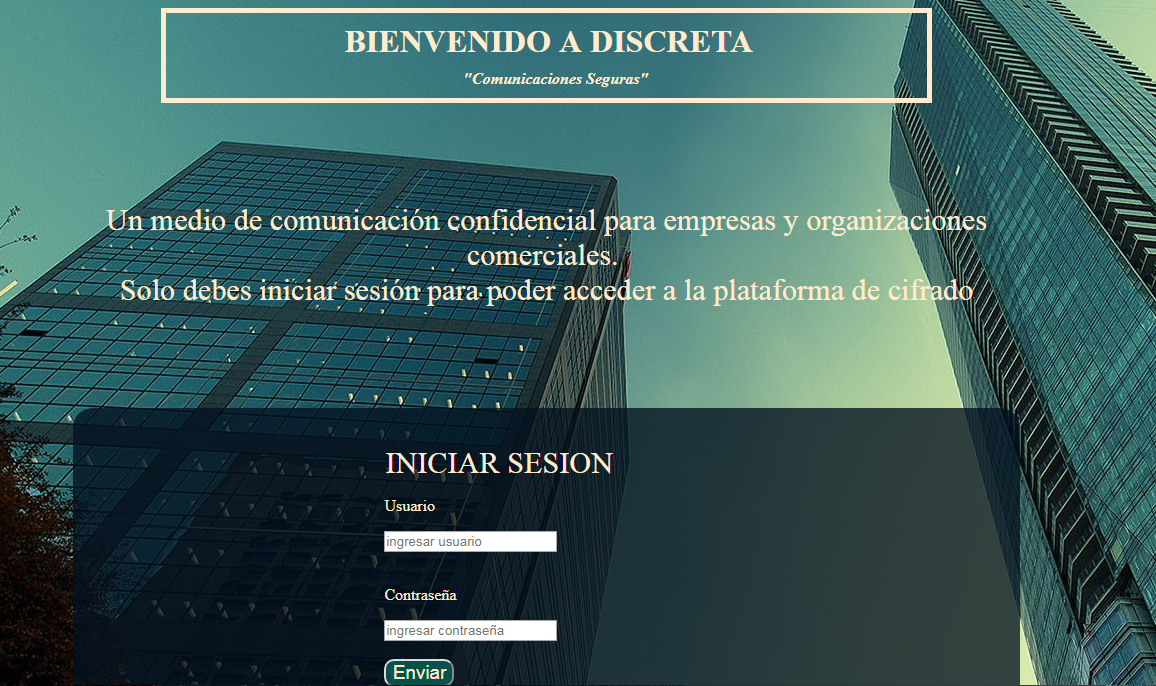 BIENVENIDO A DISCRETA
"Comunicaciones Seguras"
Un medio de comunicación confidencial para empresas y organizaciones
comerciales.
Solo debes iniciar sesión para poder acceder a la plataforma de cifrado
INICIAR SESION
Usuario
ingresar usuario
Contraseña
ingresar contraseña
Enviar